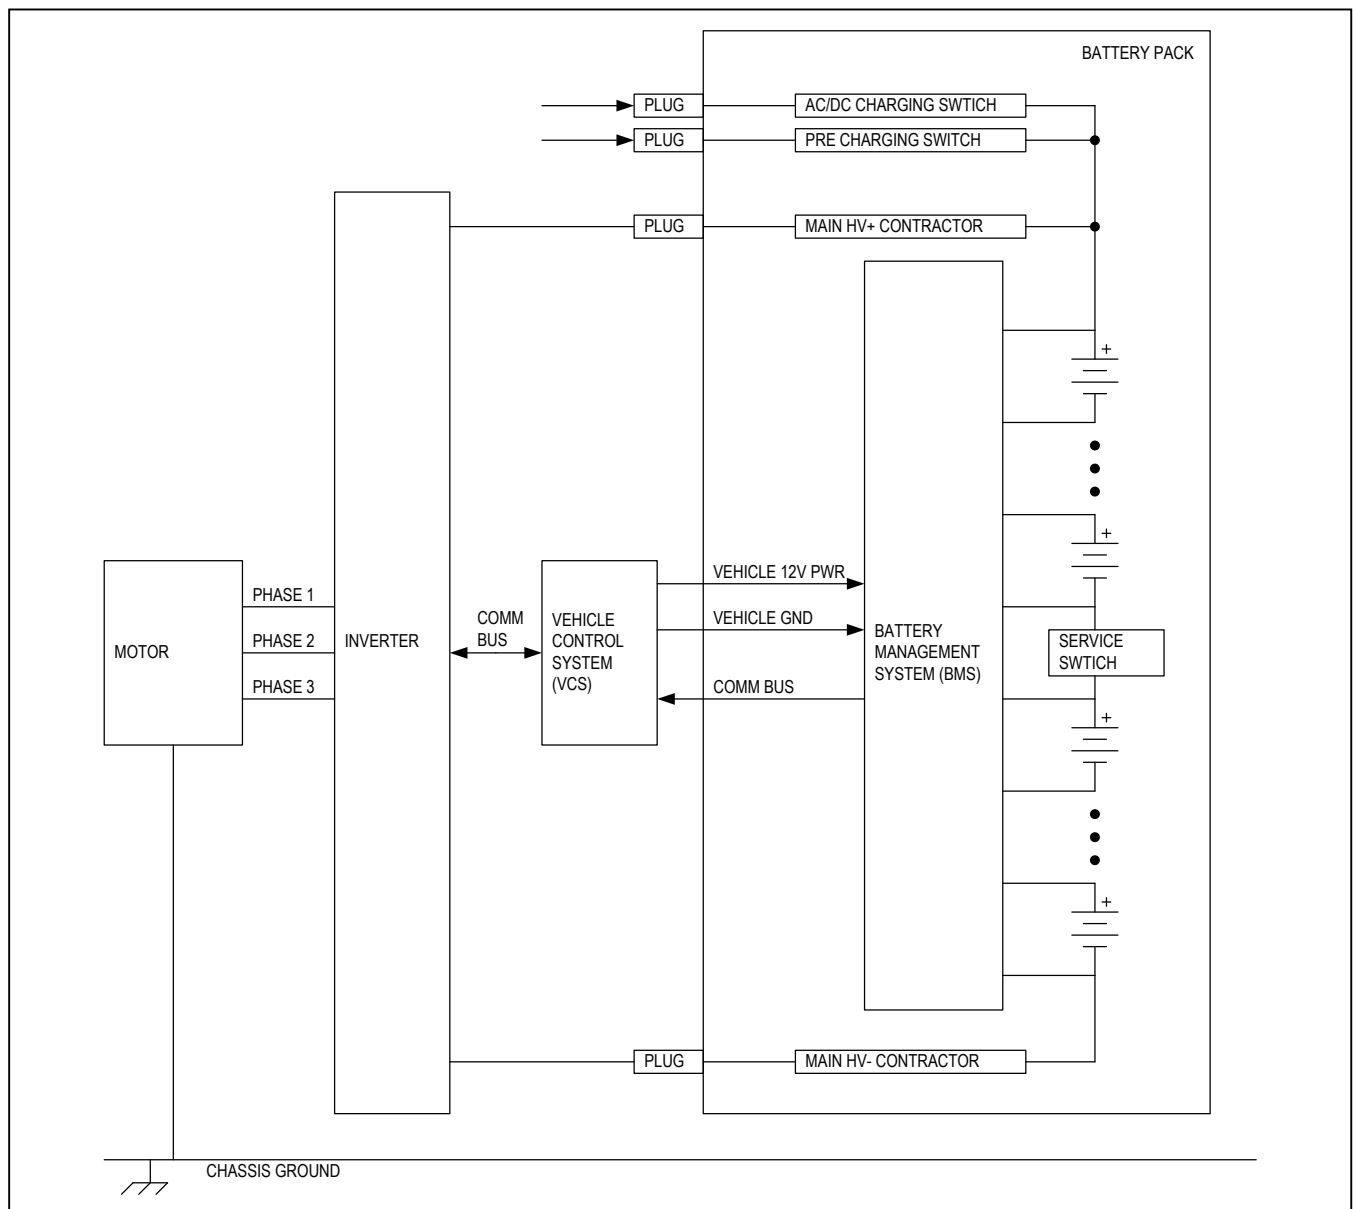 BATTERY PACK
PLUG
AC/DC CHARGING SWTICH
PLUG
PRE CHARGING SWITCH
PLUG
MAIN HV+ CONTRACTOR
+
+
VEHICLE 12V PWR
PHASE 1
COMM
BUS
VEHICLE
CONTROL
SYSTEM
(VCS)
VEHICLE GND
BATTERY
MANAGEMENT
SYSTEM (BMS)
SERVICE
SWTICH
MOTOR
PHASE 2
INVERTER
PHASE 3
COMM BUS
+
+
PLUG
MAIN HV- CONTRACTOR
CHASSIS GROUND